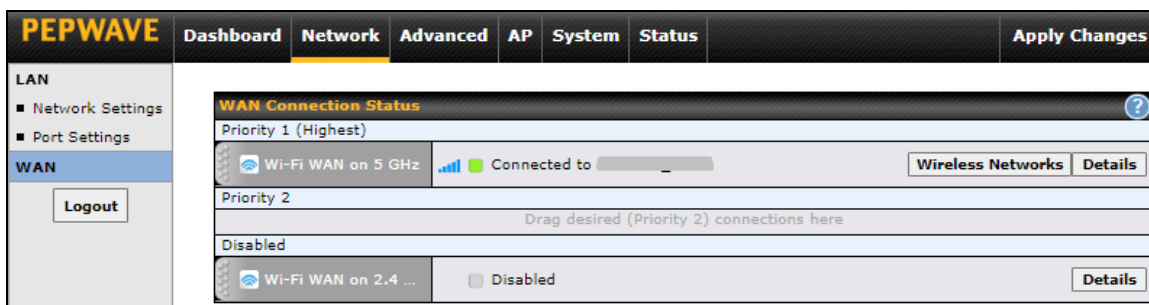 PEPWAVE Dashboard Network Advanced AP System Status Apply Changes
LAN
Network Settings
Port Settings
WAN
Logout
WAN Connection Status ?
Priority 1 (Highest)
Wi-Fi WAN on 5 GHz Connected to Wireless Networks Details
Priority 2
Drag desired (Priority 2) connections here
Disabled
Wi-Fi WAN on 2.4 ... Disabled Details